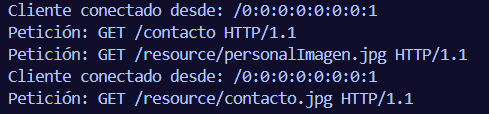 Cliente conectado desde: /0:0:0:0:0:0:0:1
Petición: GET /contacto HTTP/1.1
Petición: GET /resource/personalImagen.jpg HTTP/1.1
Cliente conectado desde: /0:0:0:0:0:0:0:1
Petición: GET /resource/contacto.jpg HTTP/1.1